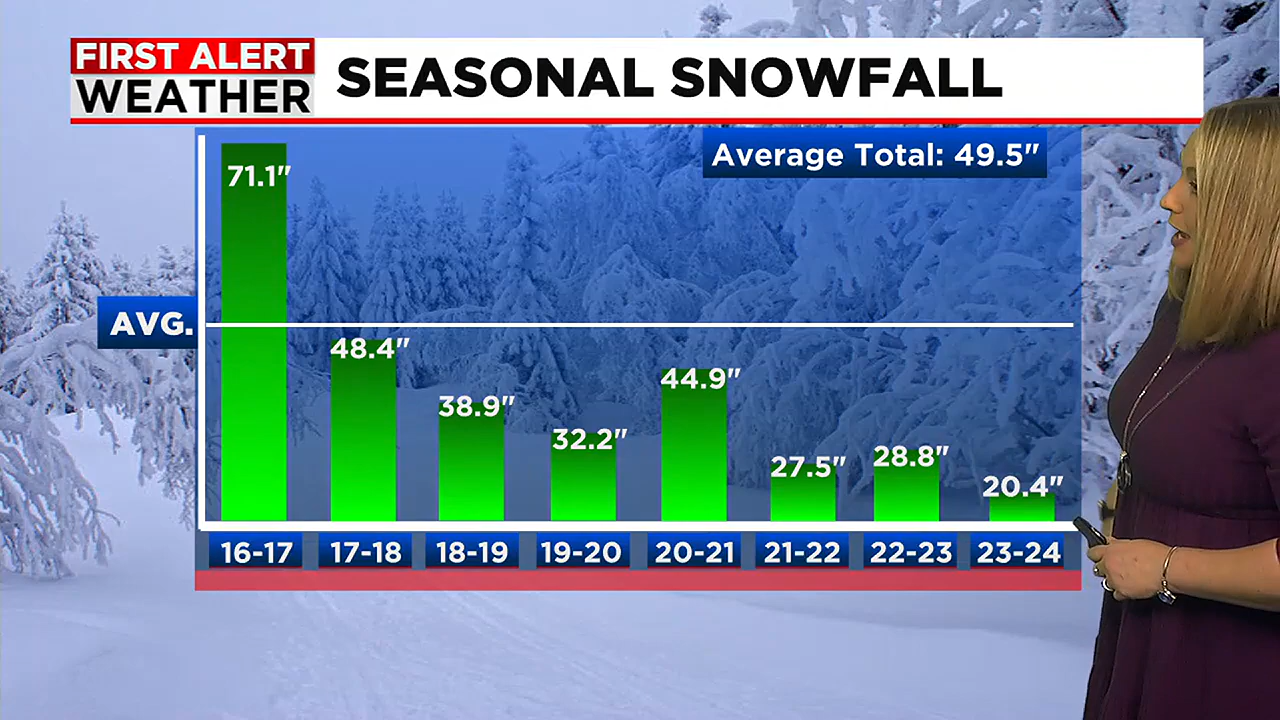 FIRST ALERT
WEATHER
SEASONAL SNOWFALL
Average Total: 49.5"
71.1"
AVG.
48.4"
38.9"
32.2"
44.9"
27.5"
28.8"
20.4"
16-17 17-18 18-19 19-20 20-21 21-22 22-23 23-24